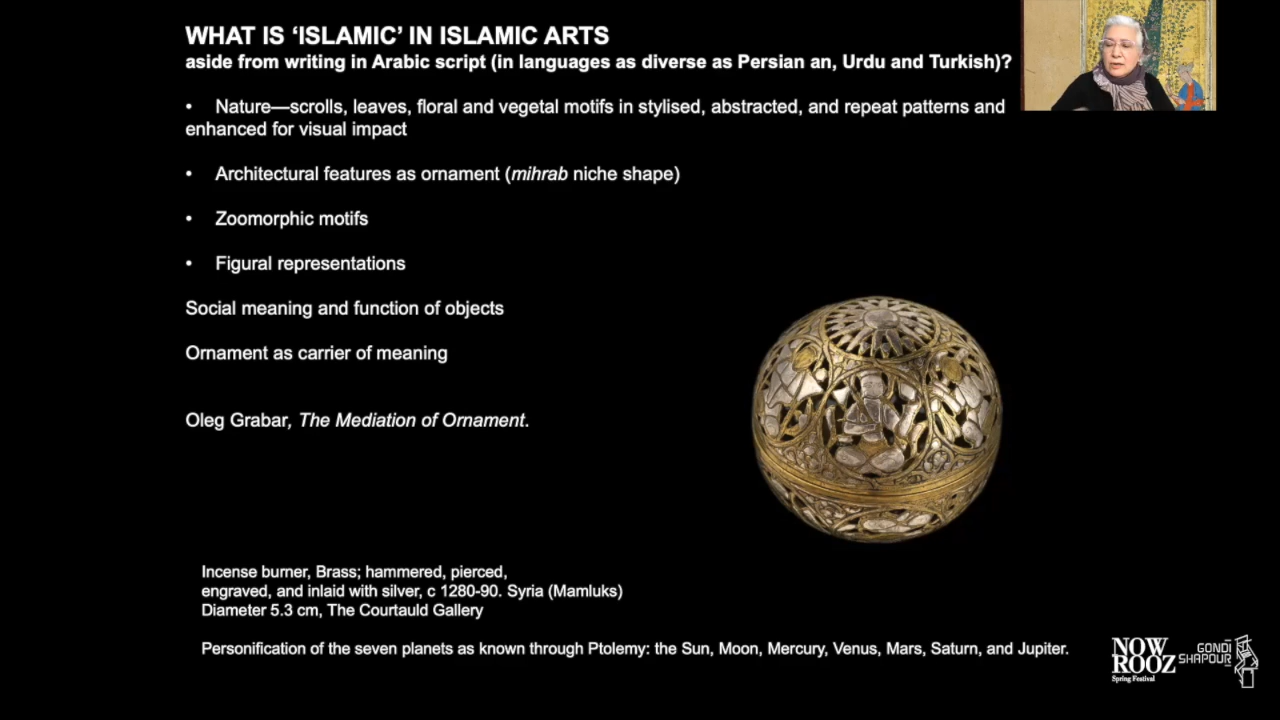 WHAT IS ‘ISLAMIC’ IN ISLAMIC ARTS
aside from writing in Arabic script (in languages as diverse as Persian an, Urdu and Turkish)?
• Nature—scrolls, leaves, floral and vegetal motifs in stylised, abstracted, and repeat patterns and
enhanced for visual impact
• Architectural features as ornament (mihrab niche shape)
• Zoomorphic motifs
• Figural representations
Social meaning and function of objects
Ornament as carrier of meaning
Oleg Grabar, The Mediation of Ornament.
Incense burner, Brass; hammered, pierced,
engraved, and inlaid with silver, c 1280-90. Syria (Mamluks)
Diameter 5.3 cm, The Courtauld Gallery
Personification of the seven planets as known through Ptolemy: the Sun, Moon, Mercury, Venus, Mars, Saturn, and Jupiter.
NOW
ROOZ
Spring Festival
GONDI
SHAPOUR